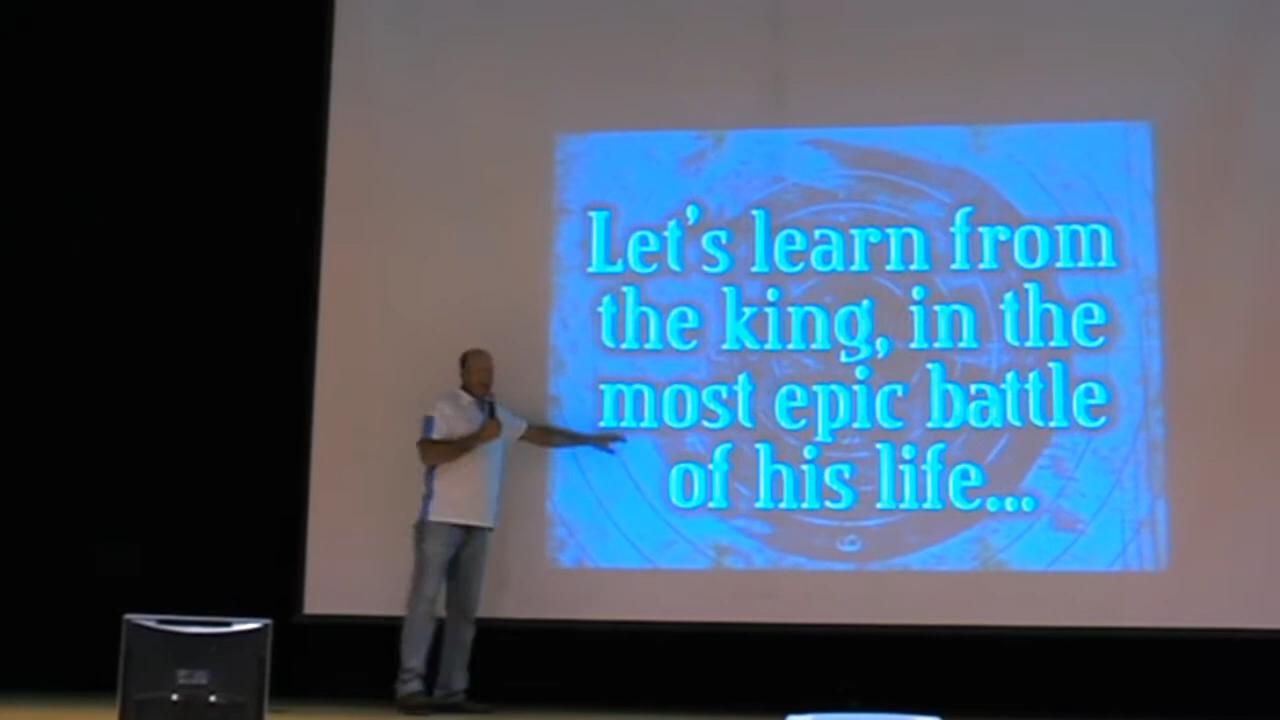 Let's learn from
the king, in the
most epic battle
of his life...